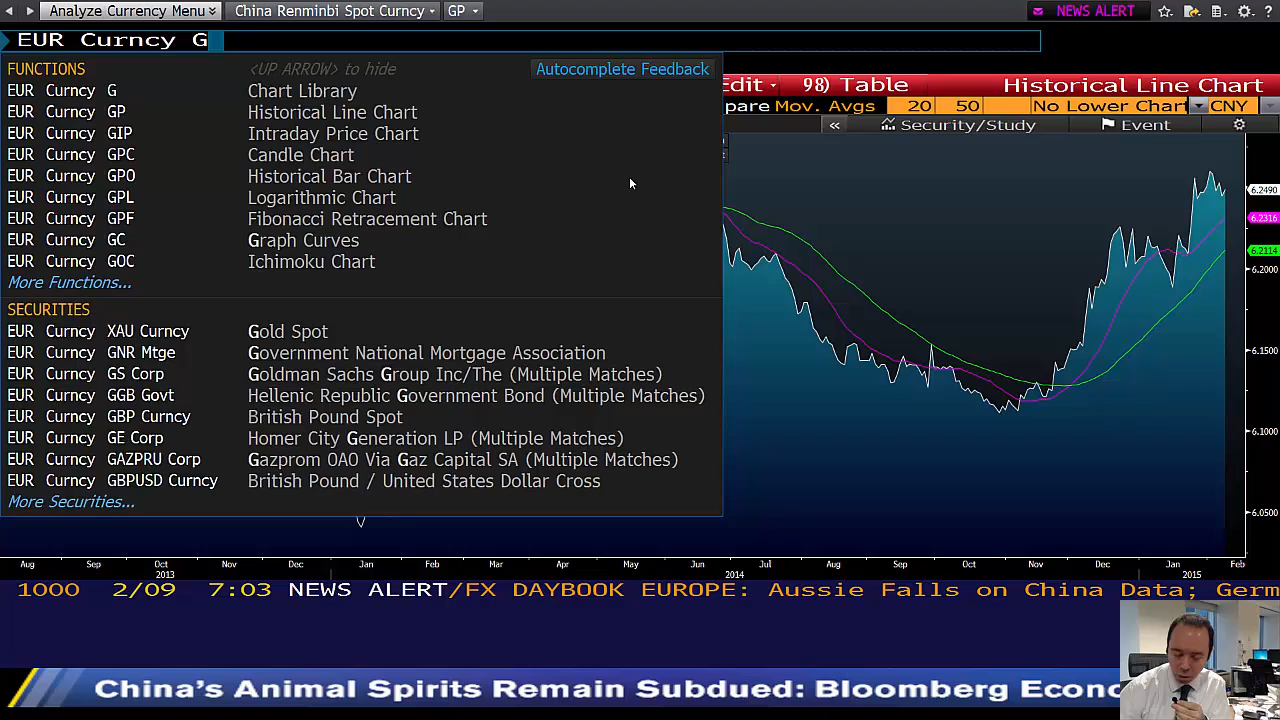 Analyze Currency Menu China Renminbi Spot Curncy GP NEWS ALERT ?
EUR Curncy G
FUNCTIONS <UP ARROW> to hide Autocomplete Feedback
EUR Curncy G Chart Library
EUR Curncy GP Historical Line Chart
EUR Curncy GIP Intraday Price Chart
EUR Curncy GPC Candle Chart
EUR Curncy GPO Historical Bar Chart
EUR Curncy GPL Logarithmic Chart
EUR Curncy GPF Fibonacci Retracement Chart
EUR Curncy GC Graph Curves
EUR Curncy GOC Ichimoku Chart
More Functions...
SECURITIES
EUR Curncy XAU Curncy Gold Spot
EUR Curncy GNR Mtge Government National Mortgage Association
EUR Curncy GS Corp Goldman Sachs Group Inc/The (Multiple Matches)
EUR Curncy GGB Govt Hellenic Republic Government Bond (Multiple Matches)
EUR Curncy GBP Curncy British Pound Spot
EUR Curncy GE Corp Homer City Generation LP (Multiple Matches)
EUR Curncy GAZPRU Corp Gazprom OAO Via Gaz Capital SA (Multiple Matches)
EUR Curncy GBPUSD Curncy British Pound / United States Dollar Cross
More Securities...
Edit 98) Table Historical Line Chart
pare Mov. Avgs 20 50 No Lower Chart CNY
« Security/Study Event
6.2490
6.2316
6.2114
6.2000
6.1500
6.1000
6.0500
Aug Sep Oct Nov Dec Jan Feb Mar Apr May Jun Jul Aug Sep Oct Nov Dec Jan Feb
2013 2014 2015
1000 2/09 7:03 NEWS ALERT/FX DAYBOOK EUROPE: Aussie Falls on China Data; Germ
China's Animal Spirits Remain Subdued: Bloomberg Econo